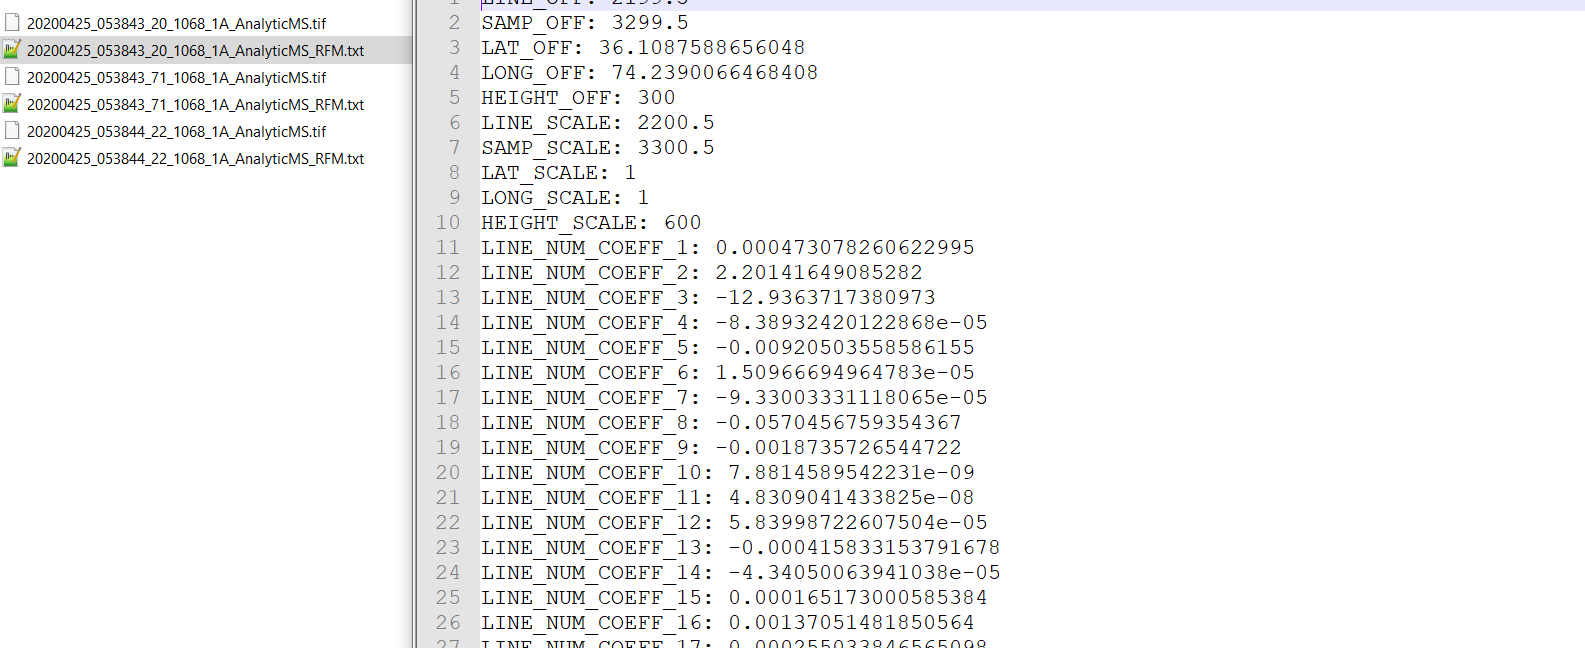 20200425_053843_20_1068_1A_AnalyticMS.tif
20200425_053843_20_1068_1A_AnalyticMS_RFM.txt
20200425_053843_71_1068_1A_AnalyticMS.tif
20200425_053843_71_1068_1A_AnalyticMS_RFM.txt
20200425_053844_22_1068_1A_AnalyticMS.tif
20200425_053844_22_1068_1A_AnalyticMS_RFM.txt
1 LINE_OFF: 2199.5
2 SAMP_OFF: 3299.5
3 LAT_OFF: 36.1087588656048
4 LONG_OFF: 74.2390066468408
5 HEIGHT_OFF: 300
6 LINE_SCALE: 2200.5
7 SAMP_SCALE: 3300.5
8 LAT_SCALE: 1
9 LONG_SCALE: 1
10 HEIGHT_SCALE: 600
11 LINE_NUM_COEFF_1: 0.000473078260622995
12 LINE_NUM_COEFF_2: 2.20141649085282
13 LINE_NUM_COEFF_3: -12.9363717380973
14 LINE_NUM_COEFF_4: -8.38932420122868e-05
15 LINE_NUM_COEFF_5: -0.00920503558586155
16 LINE_NUM_COEFF_6: 1.50966694964783e-05
17 LINE_NUM_COEFF_7: -9.33003331118065e-05
18 LINE_NUM_COEFF_8: -0.0570456759354367
19 LINE_NUM_COEFF_9: -0.0018735726544722
20 LINE_NUM_COEFF_10: 7.8814589542231e-09
21 LINE_NUM_COEFF_11: 4.8309041433825e-08
22 LINE_NUM_COEFF_12: 5.83998722607504e-05
23 LINE_NUM_COEFF_13: -0.000415833153791678
24 LINE_NUM_COEFF_14: -4.34050063941038e-05
25 LINE_NUM_COEFF_15: 0.000165173000585384
26 LINE_NUM_COEFF_16: 0.00137051481850564
27 LINE_NUM_COEFF_17: 0.000255033846565098